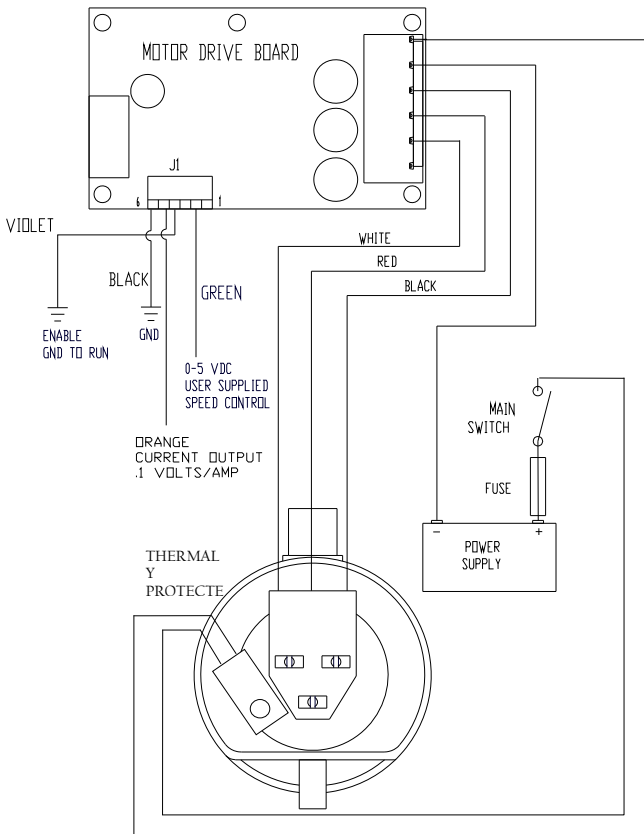 MOTOR DRIVE BOARD
J1
6
1
VIOLET
WHITE
RED
BLACK
BLACK
GREEN
ENABLE
GND TO RUN
GND
0-5 VDC
USER SUPPLIED
SPEED CONTROL
MAIN
SWITCH
ORANGE
CURRENT OUTPUT
.1 VOLTS/AMP
FUSE
- +
POWER
SUPPLY
THERMAL
Y
PROTECTE